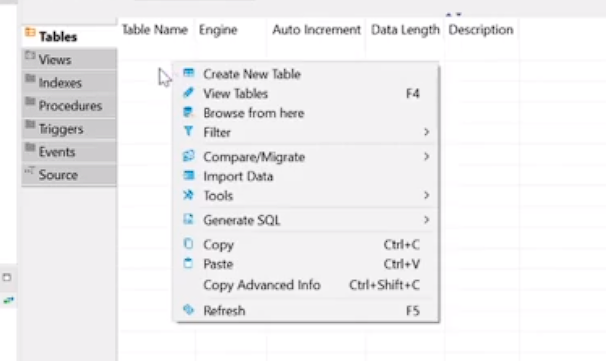 Table Name Engine Auto Increment Data Length Description
Tables
Views
Indexes
Procedures
Triggers
Events
Source
Create New Table
View Tables F4
Browse from here
Filter
Compare/Migrate
Import Data
Tools
Generate SQL
Copy Ctrl+C
Paste Ctrl+V
Copy Advanced Info Ctrl+Shift+C
Refresh F5